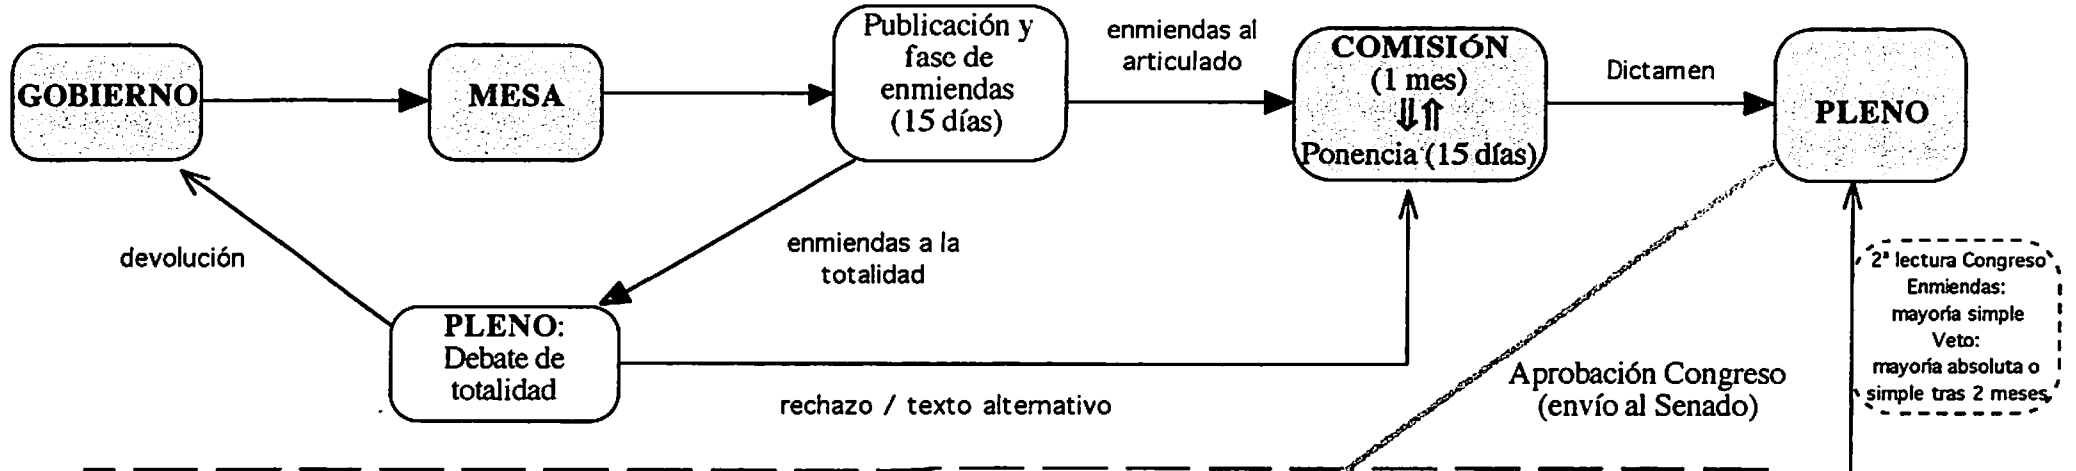 GOBIERNO
MESA
Publicación y
fase de
enmiendas
(15 días)
enmiendas al
articulado
COMISIÓN
(1 mes)
⇓⇑
Ponencia (15 días)
Dictamen
PLENO
devolución
enmiendas a la
totalidad
PLENO:
Debate de
totalidad
rechazo / texto alternativo
Aprobación Congreso
(envío al Senado)
2ª lectura Congreso
Enmiendas:
mayoría simple
Veto:
mayoría absoluta o
simple tras 2 meses